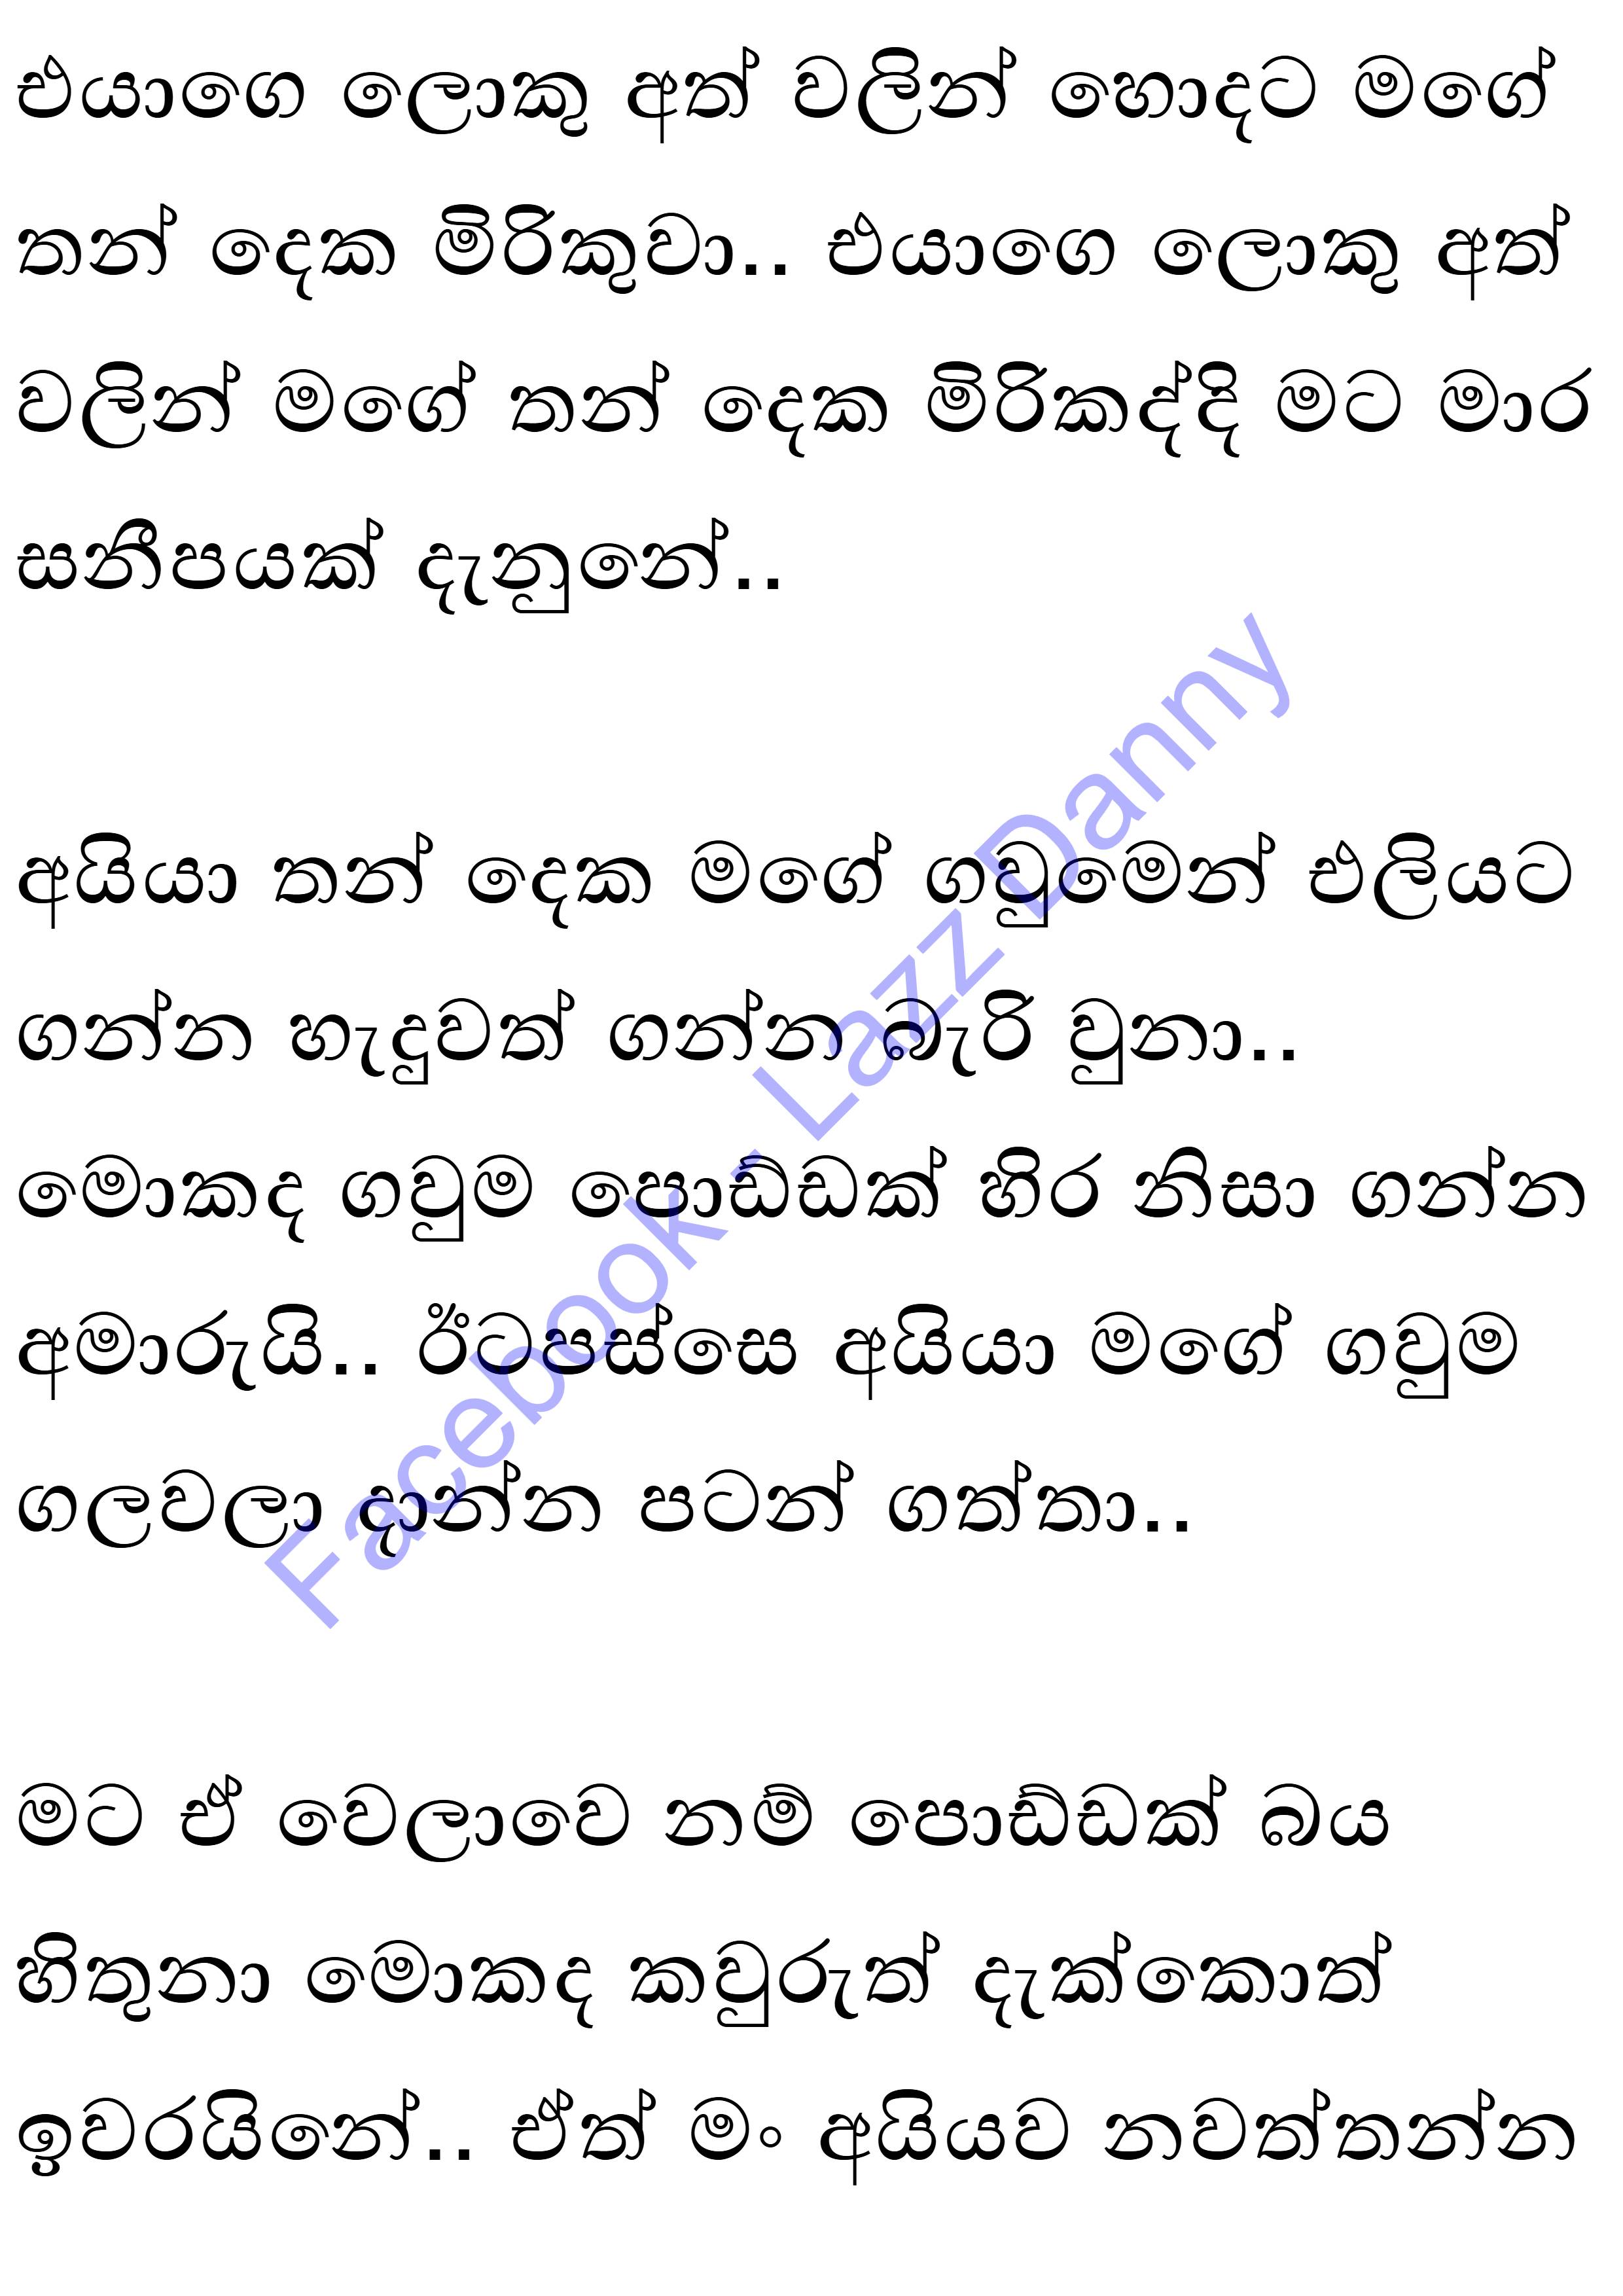 එයාගෙ ලොකු අත් වලින් හොදට මගේ
තන් දෙක මිරිකුවා.. එයාගෙ ලොකු අත්
වලින් මගේ තන් දෙක මිරිකද්දි මට මාර
සනීපයක් දැනුනේ..
අයියා තන් දෙක මගේ ගවුමෙන් එලියට
ගන්න හැදුවත් ගන්න බැරි වුනා..
මොකද ගවුම පොඩ්ඩක් හිර නිසා ගන්න
අමාරුයි.. ඊටපස්සෙ අයියා මගේ ගවුම
ගලවලා දාන්න පටන් ගත්තා..
මට ඒ වෙලාවෙ නම් පොඩ්ඩක් බය
හිතුනා මොකද කවුරුත් දැක්කොත්
ඉවරයිනේ.. ඒත් මං අයියව නවත්තන්න
Facebook - Lazz Danny